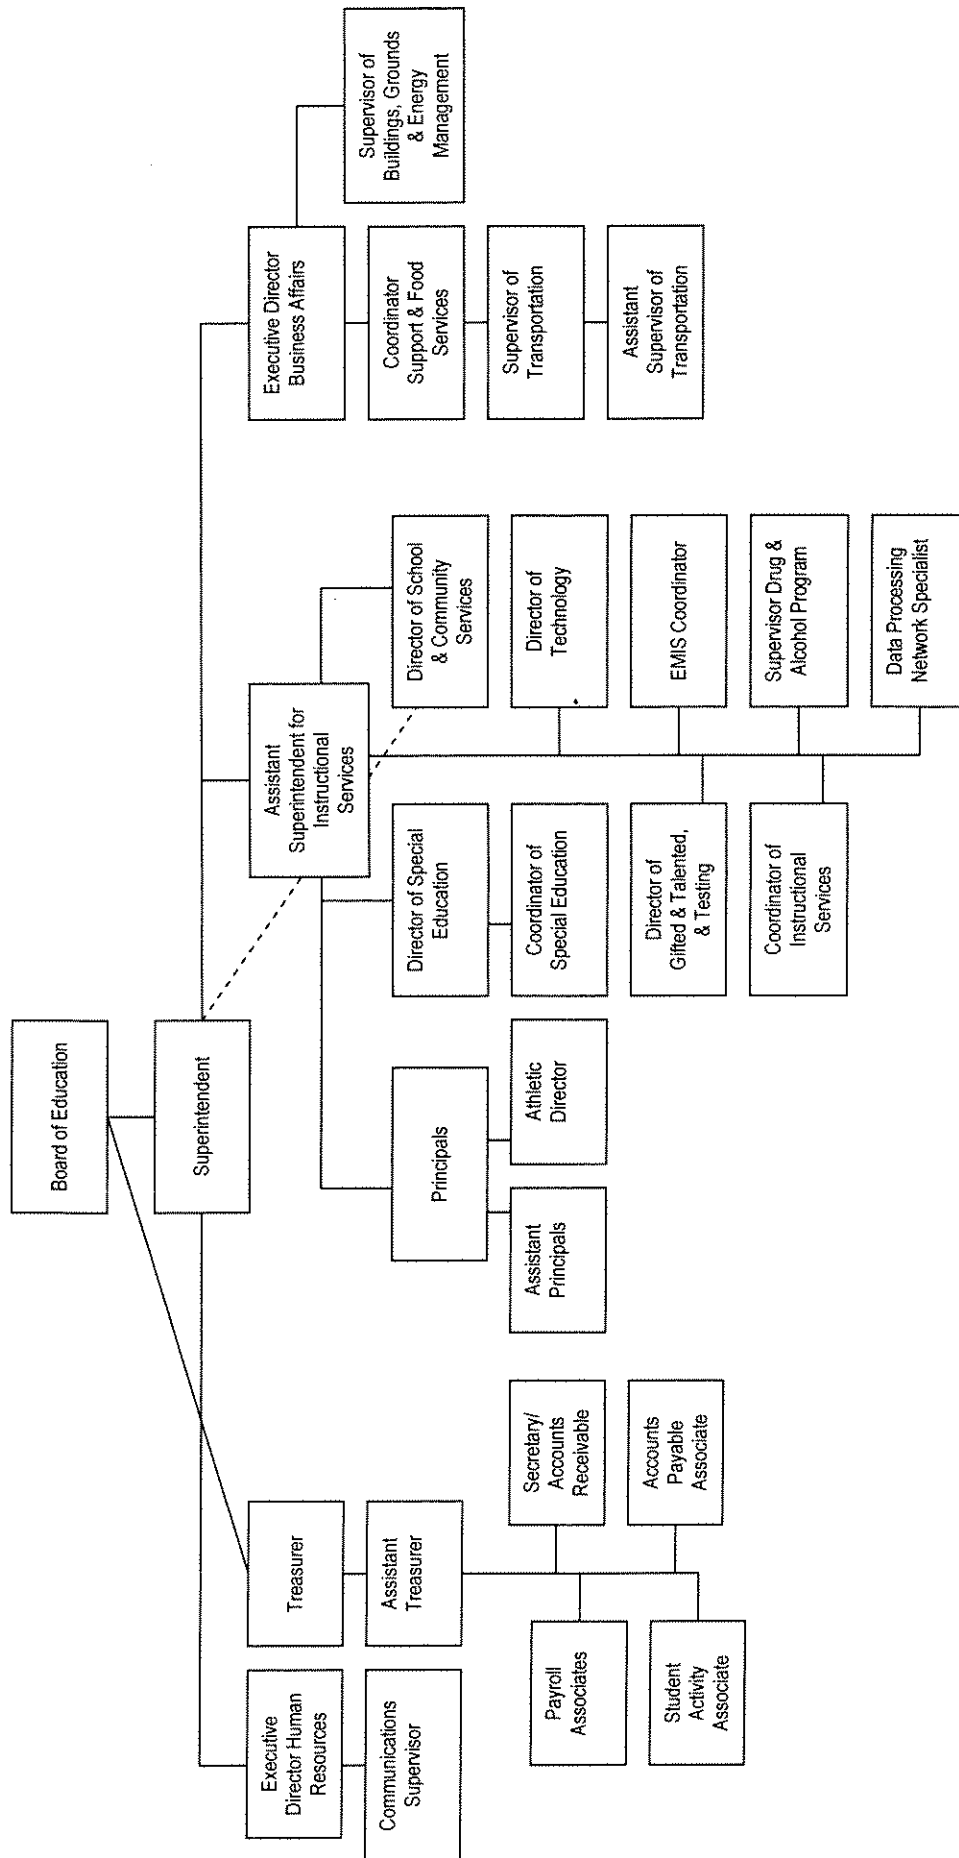 Board of Education
Superintendent
Executive
Director Human
Resources
Communications
Supervisor
Treasurer
Assistant
Treasurer
Payroll
Associates
Secretary/
Accounts
Receivable
Student
Activity
Associate
Accounts
Payable
Associate
Assistant
Superintendent for
Instructional
Services
Principals
Assistant
Principals
Athletic
Director
Director of Special
Education
Coordinator of
Special Education
Director of School
& Community
Services
Director of
Technology
EMIS Coordinator
Director of
Gifted & Talented,
& Testing
Supervisor Drug &
Alcohol Program
Coordinator of
Instructional
Services
Data Processing
Network Specialist
Executive Director
Business Affairs
Supervisor of
Buildings, Grounds
& Energy
Management
Coordinator
Support & Food
Services
Supervisor of
Transportation
Assistant
Supervisor of
Transportation